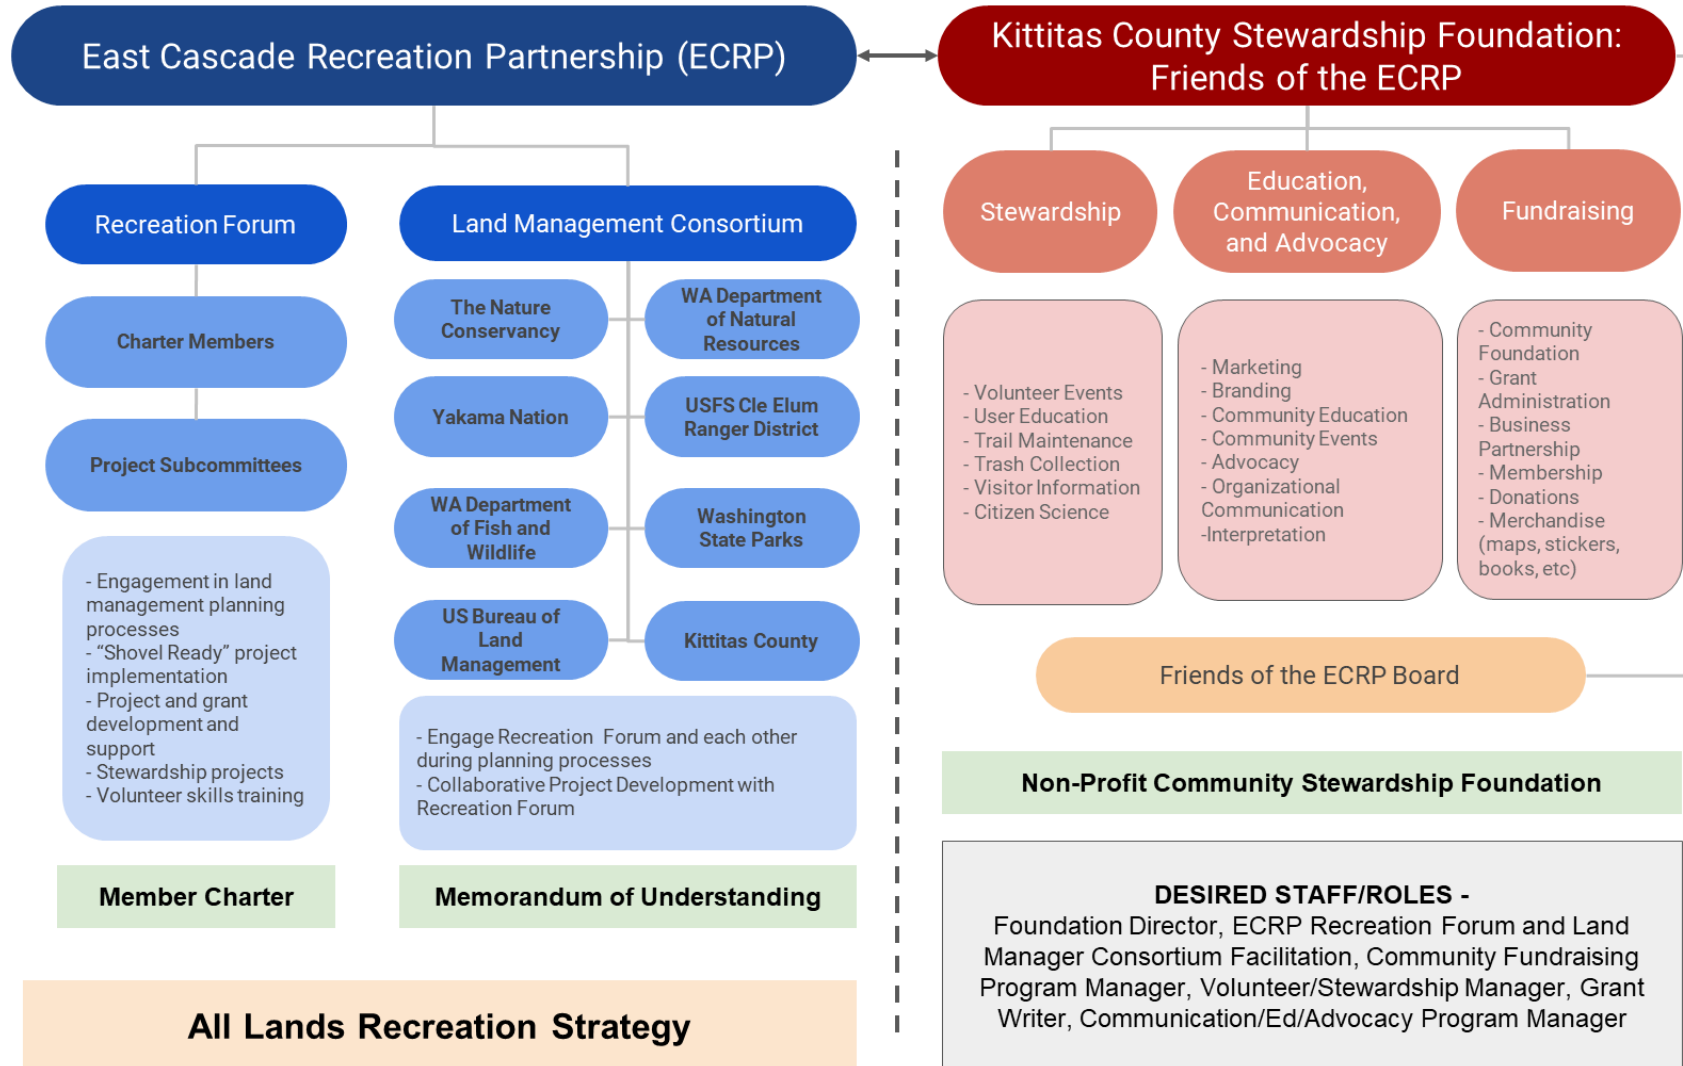 East Cascade Recreation Partnership (ECRP)
Kittitas County Stewardship Foundation:
Friends of the ECRP
Recreation Forum
Charter Members
Project Subcommittees
- Engagement in land
management planning
processes
- “Shovel Ready” project
implementation
- Project and grant
development and
support
- Stewardship projects
- Volunteer skills training
Member Charter
Land Management Consortium
The Nature
Conservancy
WA Department
of Natural
Resources
Yakama Nation
USFS Cle Elum
Ranger District
WA Department
of Fish and
Wildlife
Washington
State Parks
US Bureau of
Land
Management
Kittitas County
- Engage Recreation Forum and each other
during planning processes
- Collaborative Project Development with
Recreation Forum
Memorandum of Understanding
All Lands Recreation Strategy
Stewardship
- Volunteer Events
- User Education
- Trail Maintenance
- Trash Collection
- Visitor Information
- Citizen Science
Education,
Communication,
and Advocacy
- Marketing
- Branding
- Community Education
- Community Events
- Advocacy
- Organizational
Communication
-Interpretation
Fundraising
- Community
Foundation
- Grant
Administration
- Business
Partnership
- Membership
- Donations
- Merchandise
(maps, stickers,
books, etc)
Friends of the ECRP Board
Non-Profit Community Stewardship Foundation
DESIRED STAFF/ROLES -
Foundation Director, ECRP Recreation Forum and Land
Manager Consortium Facilitation, Community Fundraising
Program Manager, Volunteer/Stewardship Manager, Grant
Writer, Communication/Ed/Advocacy Program Manager